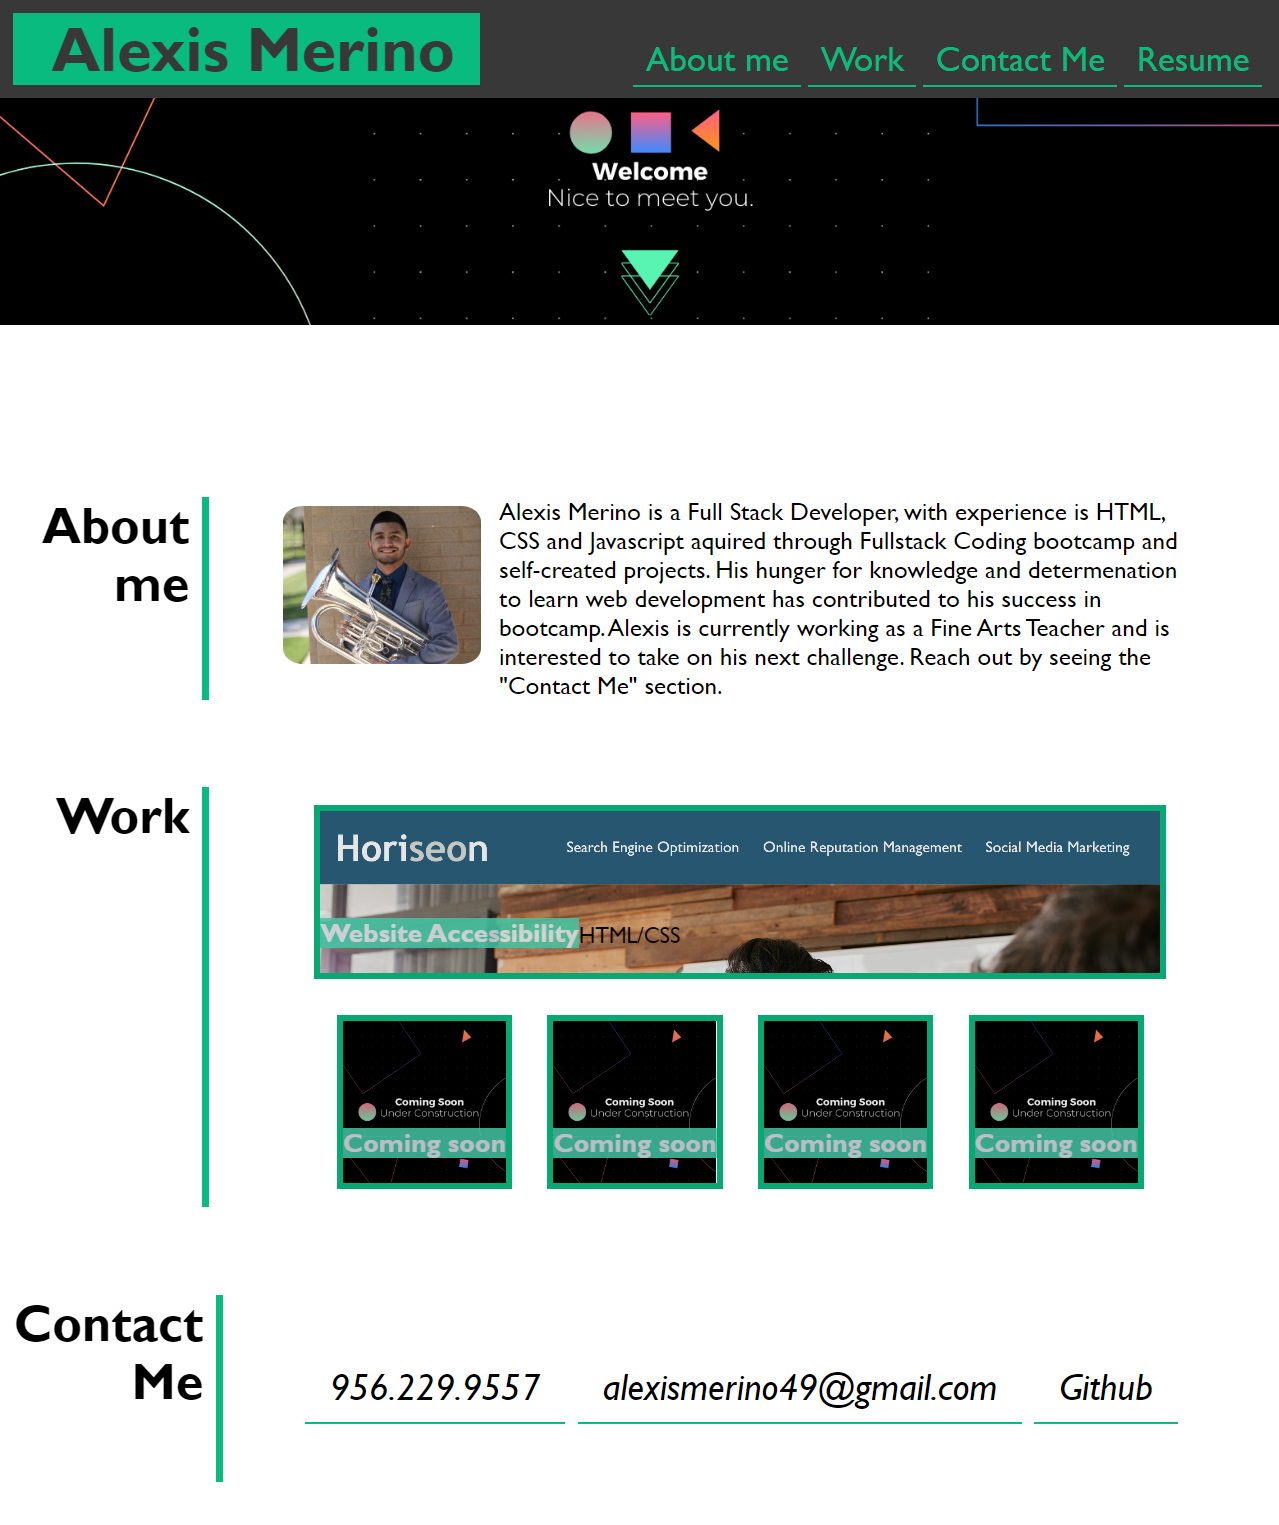 Alexis Merino
About me Work Contact Me Resume
Welcome
Nice to meet you.
About
me
Alexis Merino is a Full Stack Developer, with experience is HTML,
CSS and Javascript aquired through Fullstack Coding bootcamp and
self-created projects. His hunger for knowledge and determenation
to learn web development has contributed to his success in
bootcamp. Alexis is currently working as a Fine Arts Teacher and is
interested to take on his next challenge. Reach out by seeing the
"Contact Me" section.
Work
Horiseon Search Engine Optimization Online Reputation Management Social Media Marketing
Website Accessibility HTML/CSS
Coming Soon
Under Construction
Coming soon
Coming Soon
Under Construction
Coming soon
Coming Soon
Under Construction
Coming soon
Coming Soon
Under Construction
Coming soon
Contact
Me
956.229.9557 alexismerino49@gmail.com Github